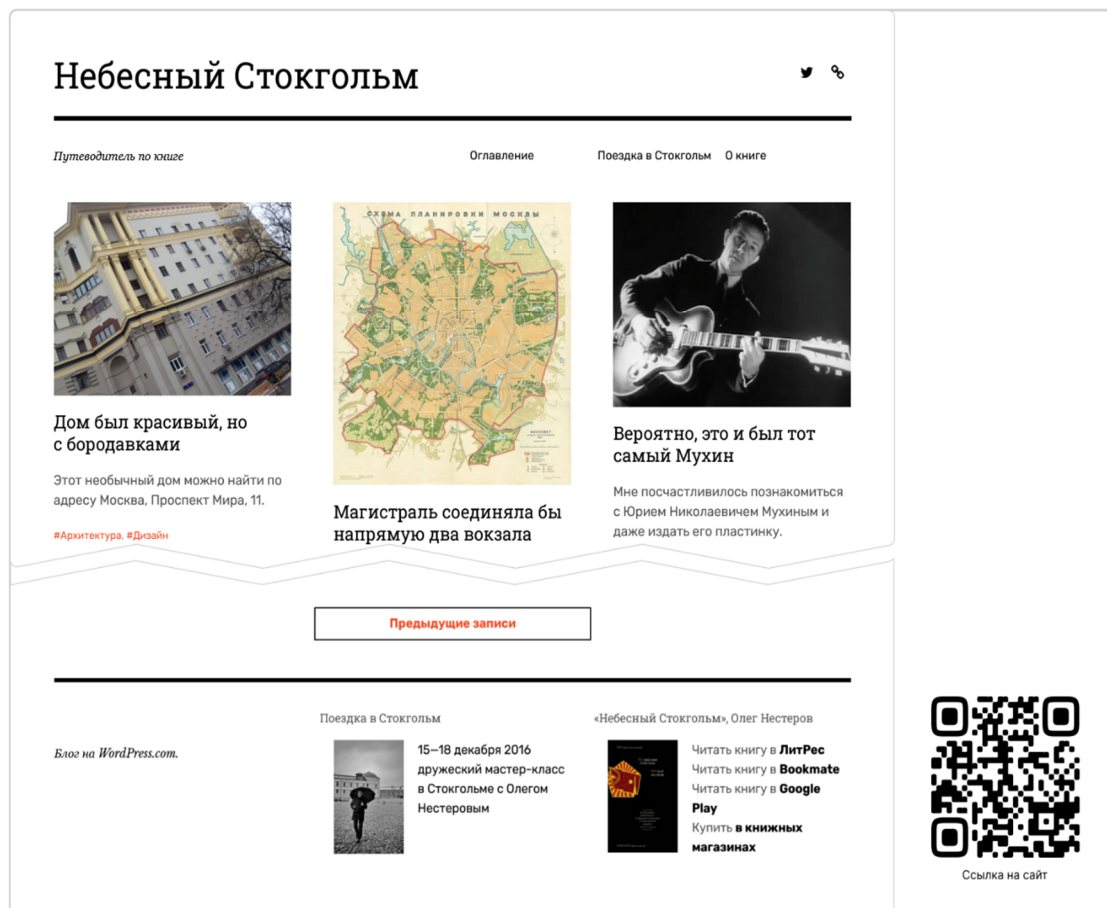 Небесный Стокгольм
Путеводитель по книге
Оглавление
Поездка в Стокгольм
О книге
СХЕМА ПЛАНИРОВКИ МОСКВЫ
Дом был красивый, но
с бородавками
Этот необычный дом можно найти по
адресу Москва, Проспект Мира, 11.
#Архитектура, #Дизайн
Магистраль соединяла бы
напрямую два вокзала
Вероятно, это и был тот
самый Мухин
Мне посчастливилось познакомиться
с Юрием Николаевичем Мухиным и
даже издать его пластинку.
Предыдущие записи
Блог на WordPress.com.
Поездка в Стокгольм
15—18 декабря 2016
дружеский мастер-класс
в Стокгольме с Олегом
Нестеровым
«Небесный Стокгольм», Олег Нестеров
Читать книгу в ЛитРес
Читать книгу в Bookmate
Читать книгу в Google
Play
Купить в книжных
магазинах
Ссылка на сайт